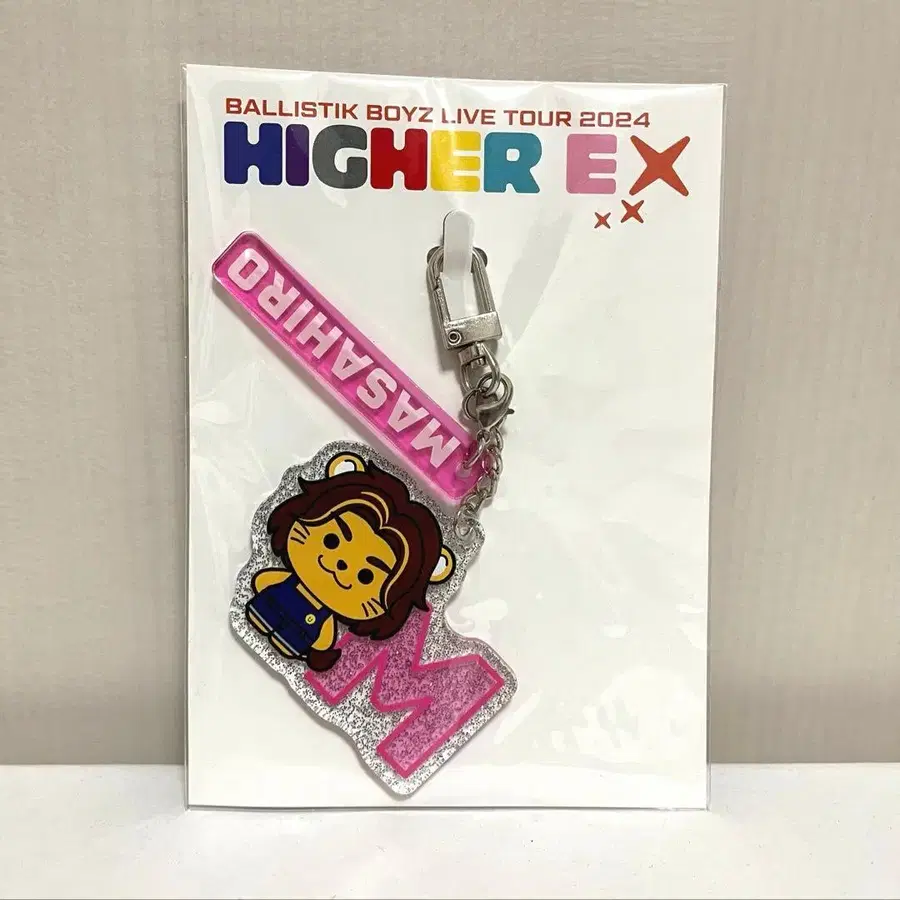 BALLISTIK BOYZ LIVE TOUR 2024
HIGHER EX
MASAHIRO
M